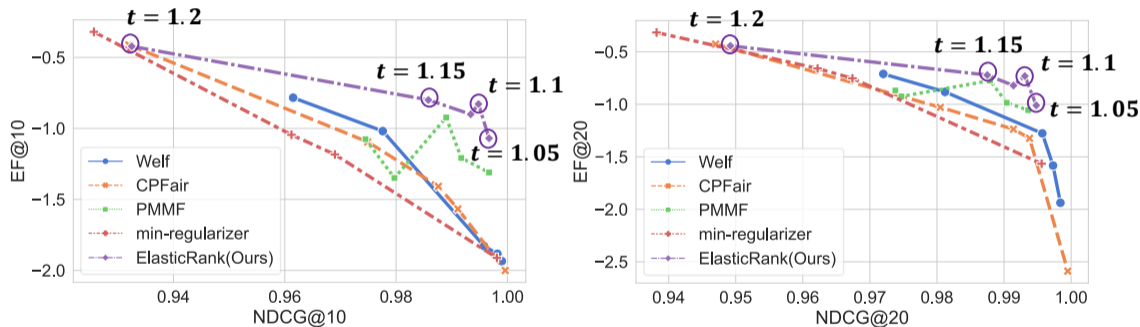 t = 1.2
t = 1.15
t = 1.1
t = 1.05
EF@10
−0.5
−1.0
−1.5
−2.0
Welf
CPFair
PMMF
min-regularizer
ElasticRank(Ours)
0.94
0.96
0.98
1.00
NDCG@10
t = 1.2
t = 1.15
t = 1.1
t = 1.05
EF@20
−0.5
−1.0
−1.5
−2.0
−2.5
Welf
CPFair
PMMF
min-regularizer
ElasticRank(Ours)
0.94
0.95
0.96
0.97
0.98
0.99
1.00
NDCG@20